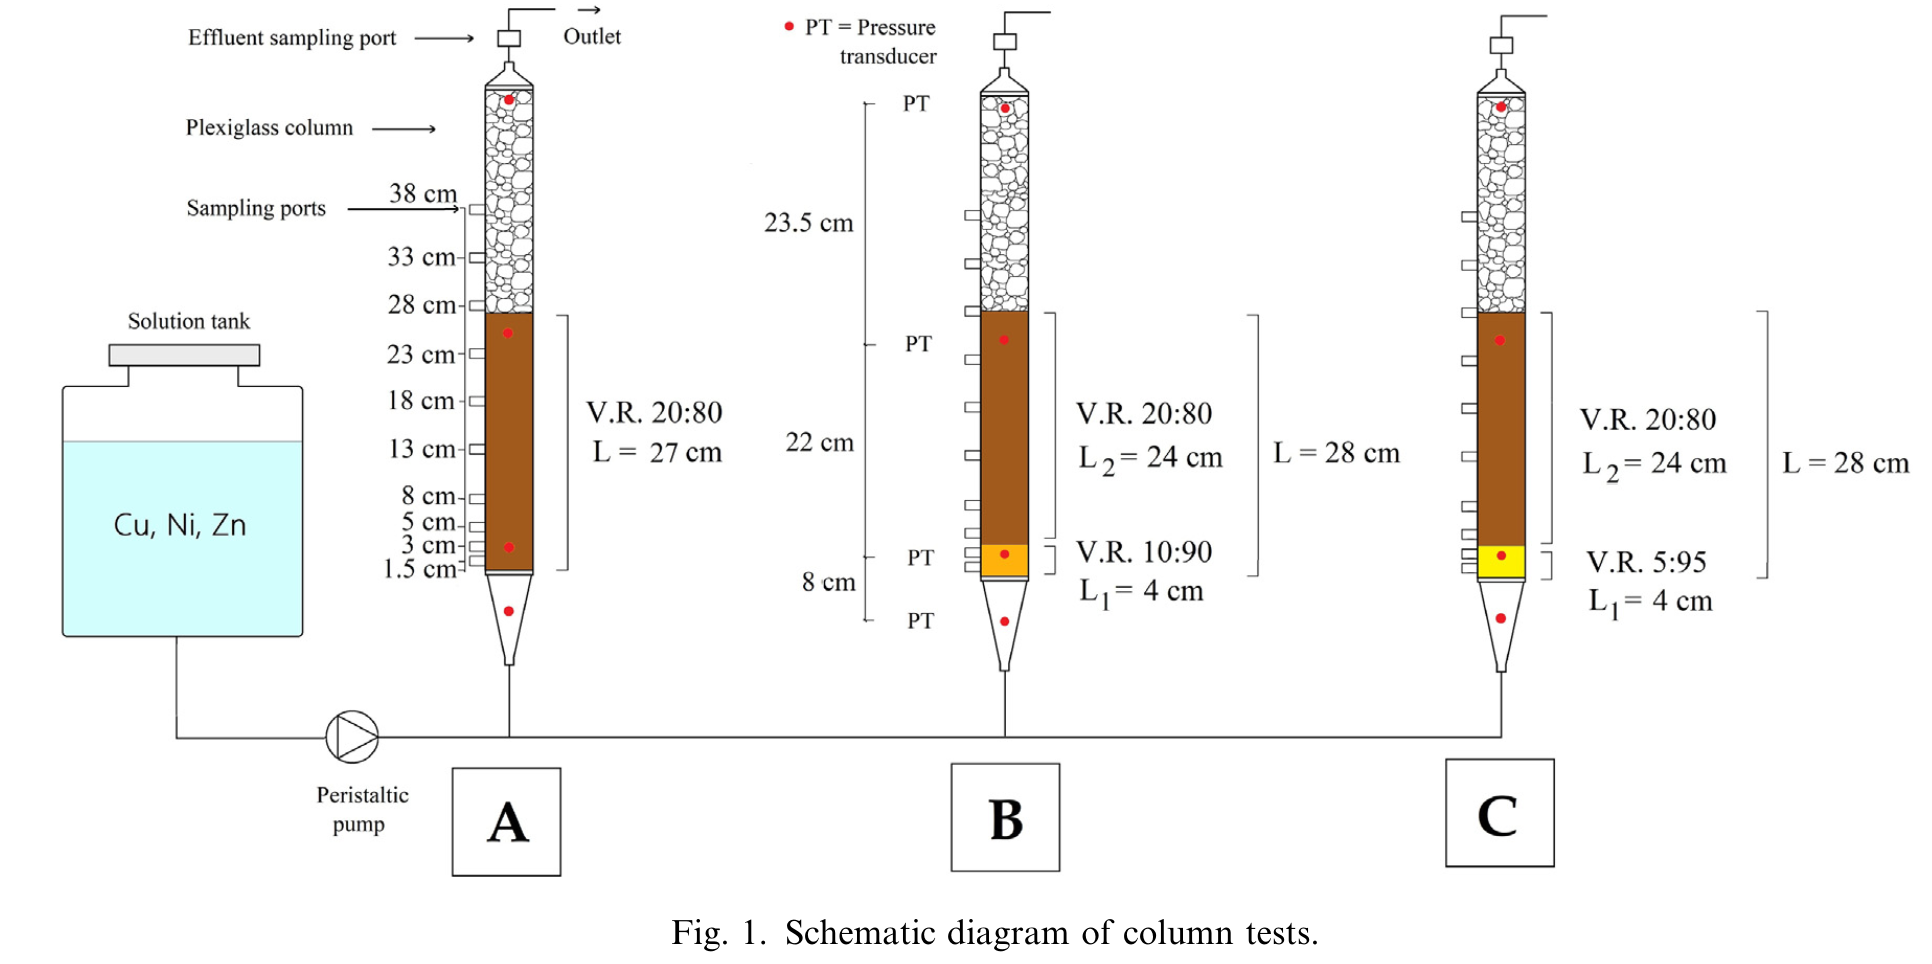 Effluent sampling port
Outlet
Plexiglass column
Sampling ports
38 cm
33 cm
28 cm
23 cm
18 cm
13 cm
8 cm
5 cm
3 cm
1.5 cm
Solution tank
Cu, Ni, Zn
Peristaltic
pump
V.R. 20:80
L = 27 cm
A
PT = Pressure
transducer
PT
23.5 cm
PT
22 cm
PT
8 cm
PT
V.R. 20:80
L2 = 24 cm
L = 28 cm
V.R. 10:90
L1 = 4 cm
B
V.R. 20:80
L2 = 24 cm
L = 28 cm
V.R. 5:95
L1 = 4 cm
C
Fig. 1. Schematic diagram of column tests.